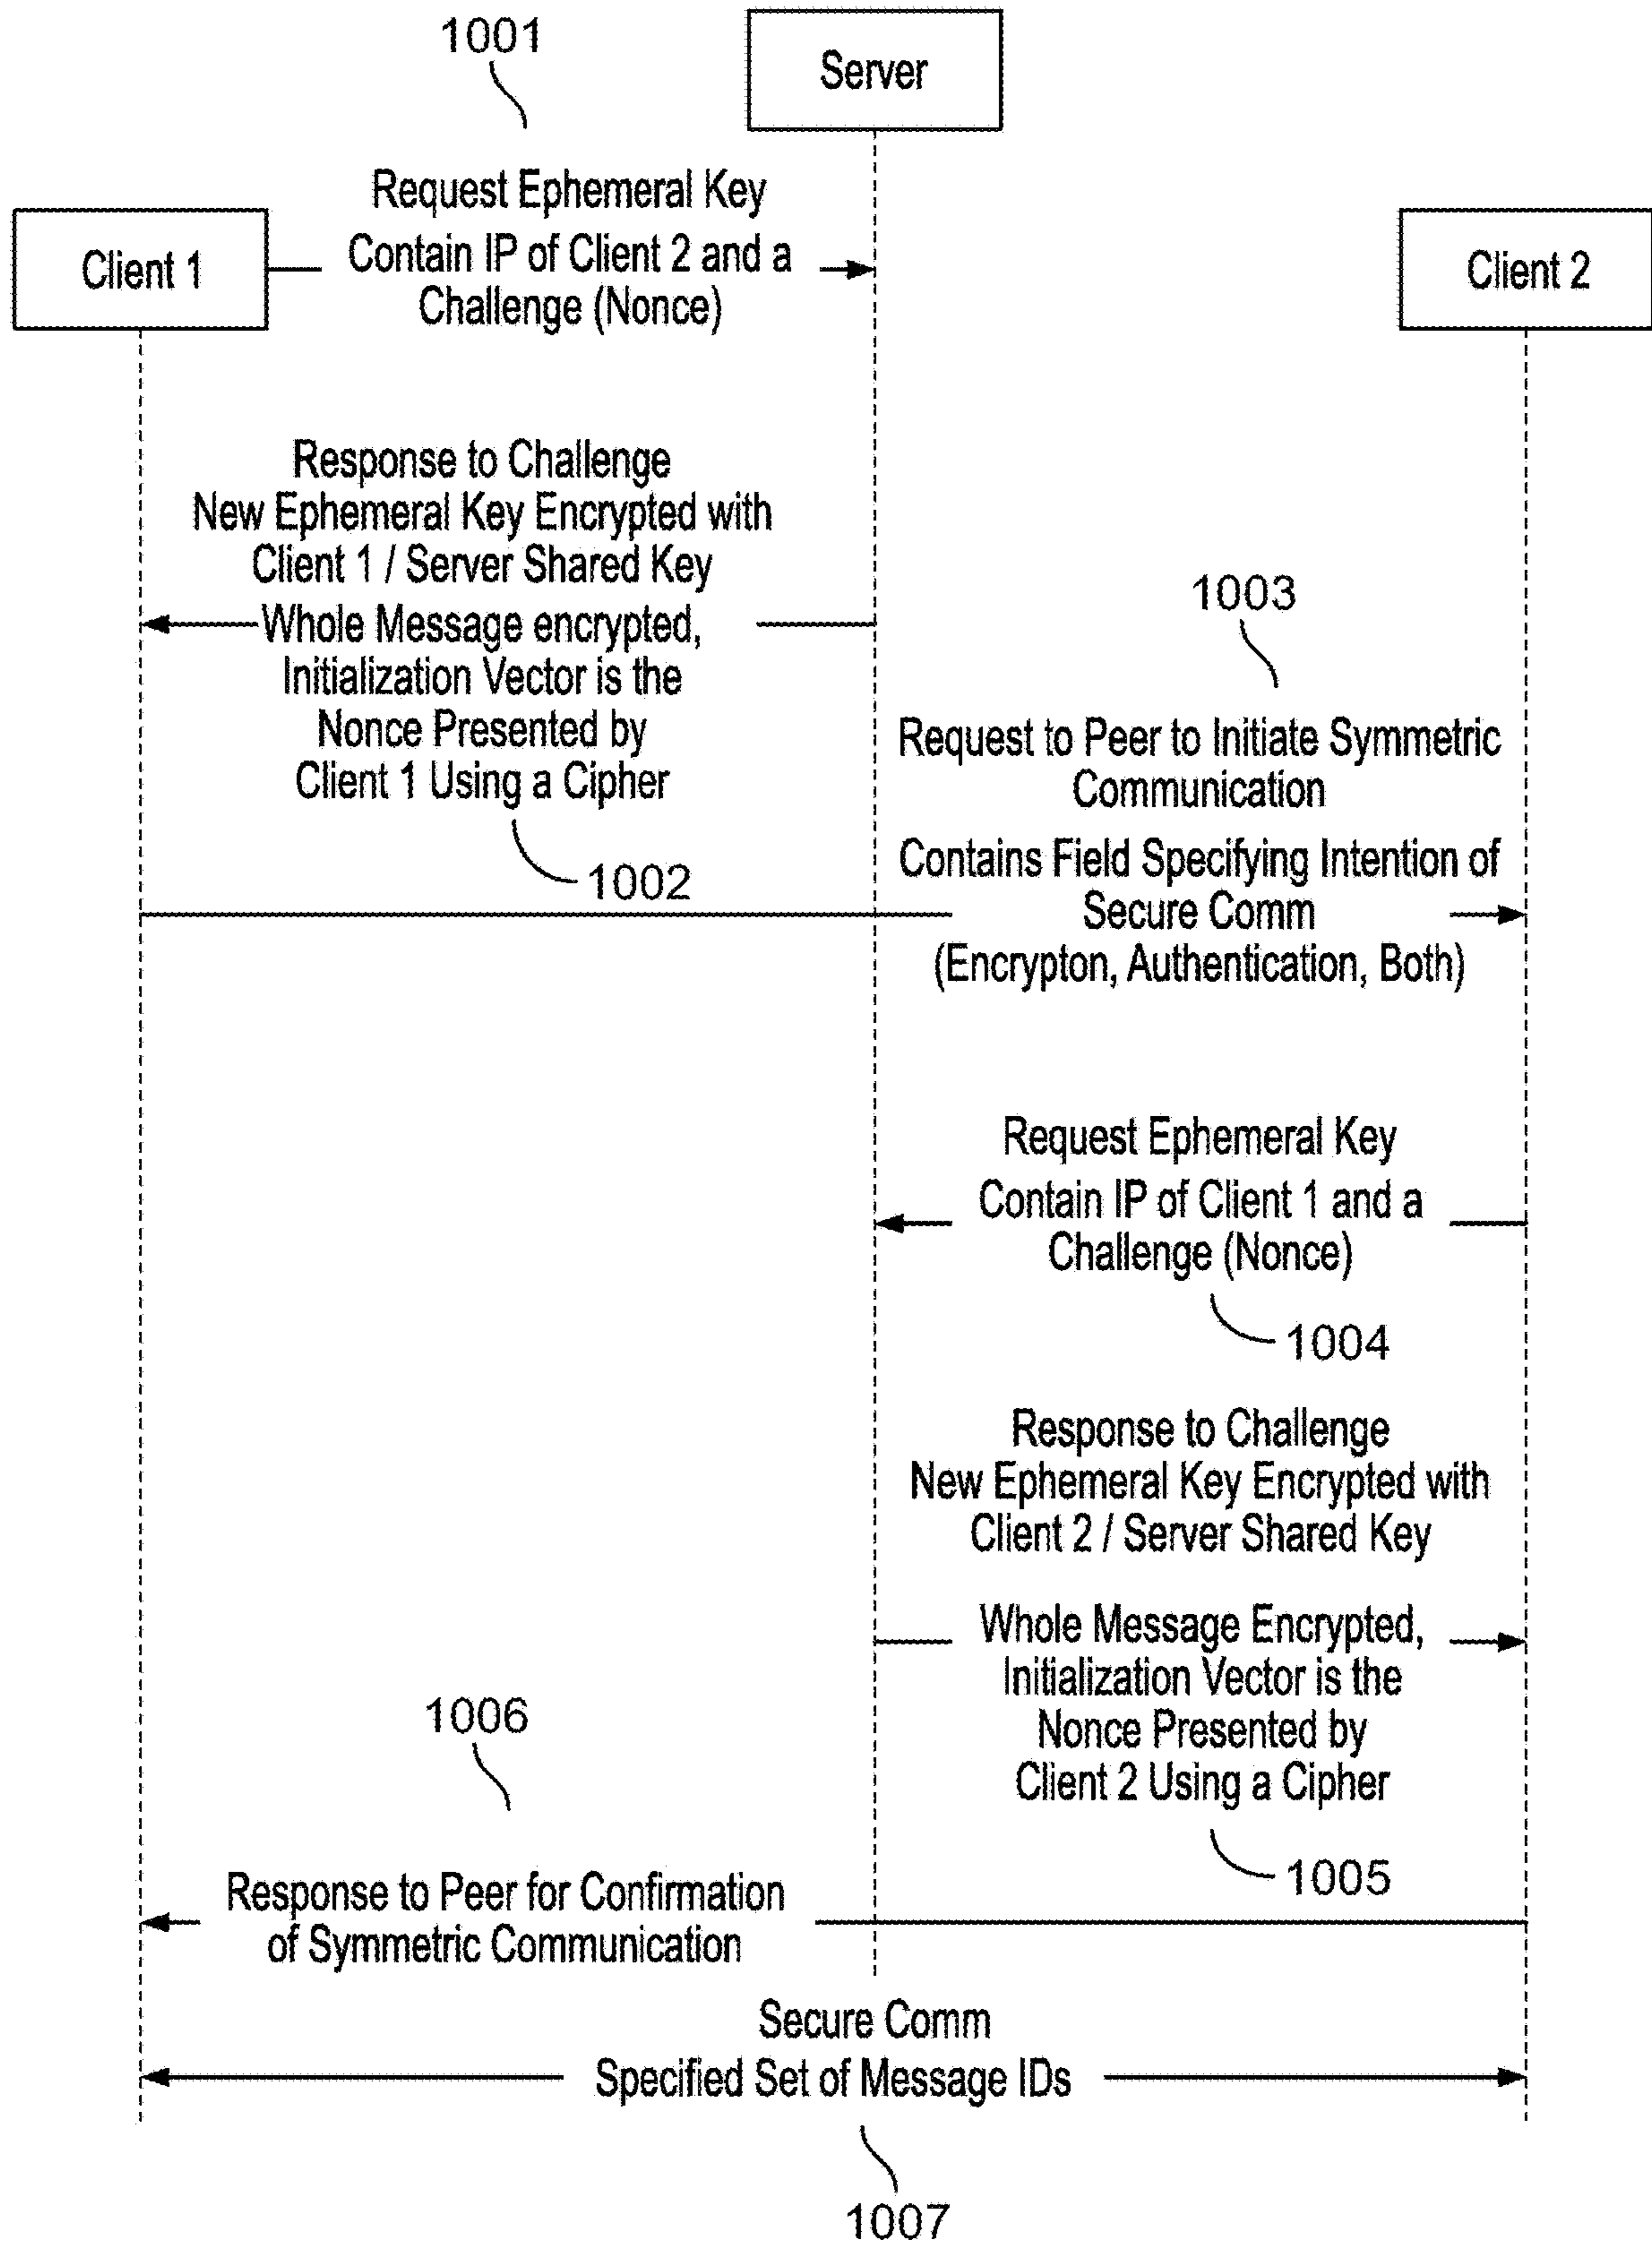 1001
Server
Request Ephemeral Key
Contain IP of Client 2 and a
Challenge (Nonce)
Client 1
Client 2
Response to Challenge
New Ephemeral Key Encrypted with
Client 1 / Server Shared Key
Whole Message encrypted,
Initialization Vector is the
Nonce Presented by
Client 1 Using a Cipher
1002
1003
Request to Peer to Initiate Symmetric
Communication
Contains Field Specifying Intention of
Secure Comm
(Encrypton, Authentication, Both)
Request Ephemeral Key
Contain IP of Client 1 and a
Challenge (Nonce)
1004
Response to Challenge
New Ephemeral Key Encrypted with
Client 2 / Server Shared Key
Whole Message Encrypted,
Initialization Vector is the
Nonce Presented by
Client 2 Using a Cipher
1005
1006
Response to Peer for Confirmation
of Symmetric Communication
Secure Comm
Specified Set of Message IDs
1007